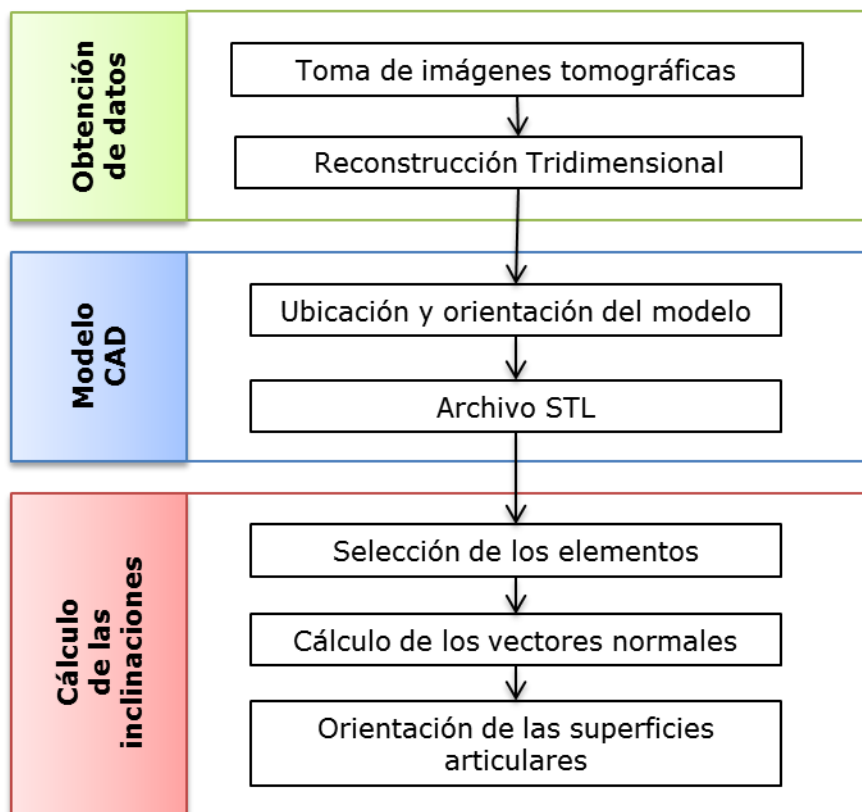 Obtención
de datos
Toma de imágenes tomográficas
Reconstrucción Tridimensional
Modelo
CAD
Ubicación y orientación del modelo
Archivo STL
Cálculo
de las
inclinaciones
Selección de los elementos
Cálculo de los vectores normales
Orientación de las superficies
articulares